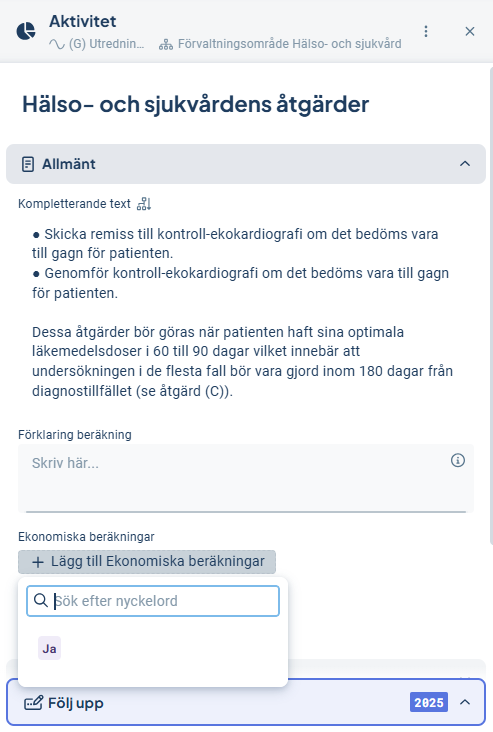 Aktivitet
(G) Utrednin... Förvaltningsområde Hälso- och sjukvård
Hälso- och sjukvårdens åtgärder
Allmänt
Kompletterande text
● Skicka remiss till kontroll-ekokardiografi om det bedöms vara
till gagn för patienten.
● Genomför kontroll-ekokardiografi om det bedöms vara till gagn
för patienten.
Dessa åtgärder bör göras när patienten haft sina optimala
läkemedelsdoser i 60 till 90 dagar vilket innebär att
undersökningen i de flesta fall bör vara gjord inom 180 dagar från
diagnostillfället (se åtgärd (C)).
Förklaring beräkning
Skriv här...
Ekonomiska beräkningar
+ Lägg till Ekonomiska beräkningar
Sök efter nyckelord
Ja
Följ upp 2025